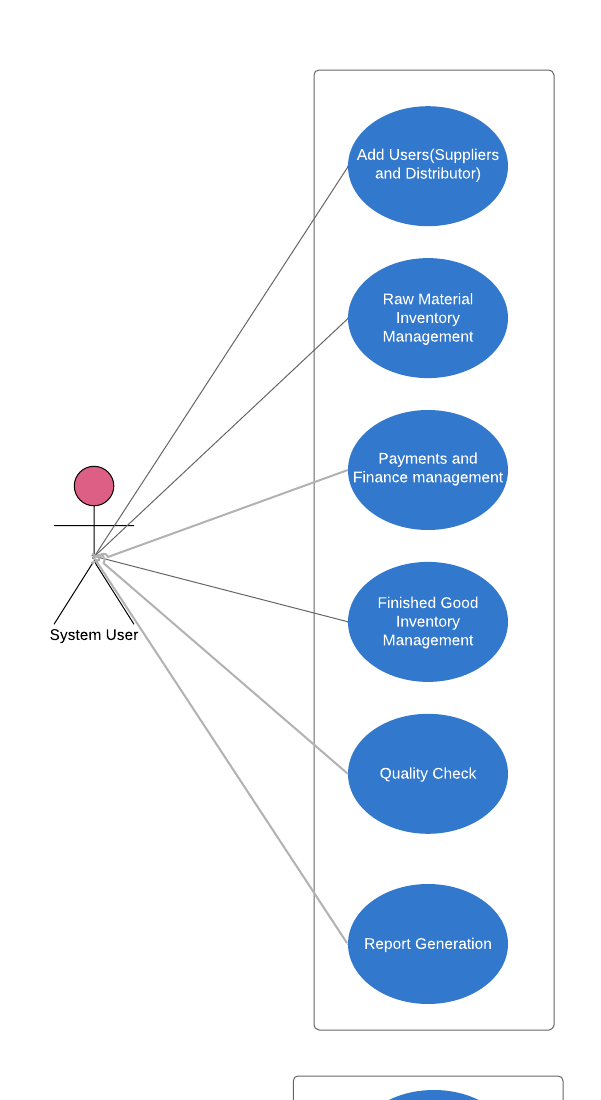 Add Users(Suppliers
and Distributor)
Raw Material
Inventory
Management
Payments and
Finance management
Finished Good
Inventory
Management
System User
Quality Check
Report Generation